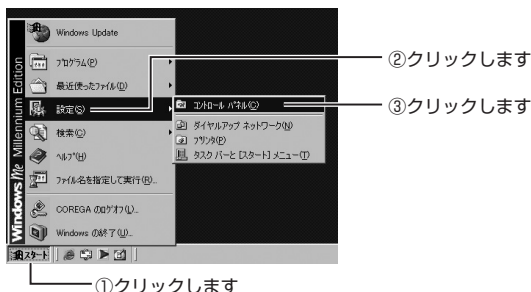 Windows Update
プログラム(P)
最近使ったファイル(D)
設定(S)
検索(C)
ヘルプ(H)
ファイル名を指定して実行(R)...
COREGA のログオフ(L)...
Windows の終了(U)...
Windows Me Millennium Edition
コントロール パネル(C)
ダイヤルアップ ネットワーク(N)
プリンタ(P)
タスク バーと [スタート] メニュー(T)
スタート
②クリックします
③クリックします
①クリックします